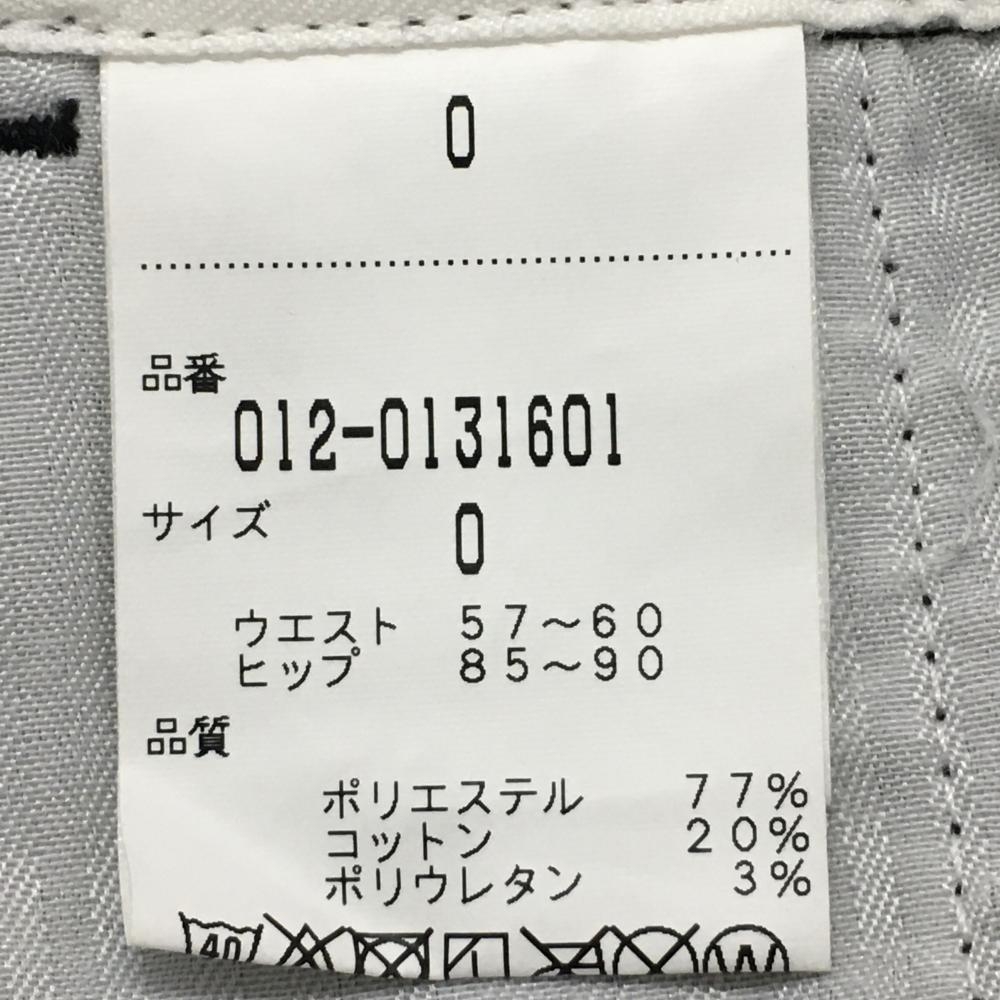 0
品番
012-0131601
サイズ 0
ウエスト 57～60
ヒップ 85～90
品質
ポリエステル 77%
コットン 20%
ポリウレタン 3%
40 W